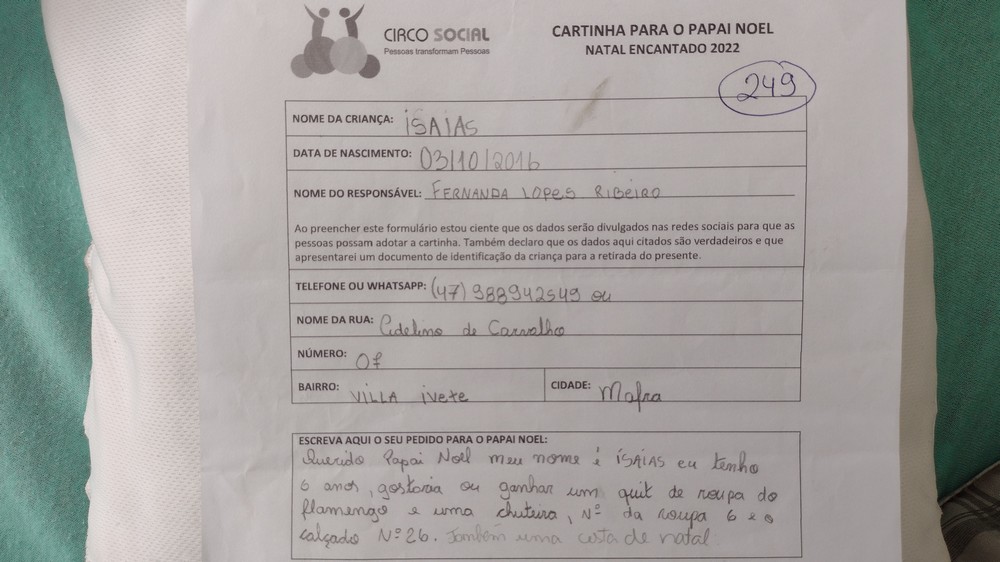 CIRCO SOCIAL
Pessoas transformam Pessoas
CARTINHA PARA O PAPAI NOEL
NATAL ENCANTADO 2022
249
NOME DA CRIANÇA: ISAIAS
DATA DE NASCIMENTO: 03/10/2016
NOME DO RESPONSÁVEL: FERNANDA LOPES RIBEIRO
Ao preencher este formulário estou ciente que os dados serão divulgados nas redes sociais para que as
pessoas possam adotar a cartinha. Também declaro que os dados aqui citados são verdadeiros e que
apresentarei um documento de identificação da criança para a retirada do presente.
TELEFONE OU WHATSAPP: (47) 988942549 ou
NOME DA RUA: de Carvalho
NÚMERO: 07
BAIRRO: VILLA ivete CIDADE: Mafra
ESCREVA AQUI O SEU PEDIDO PARA O PAPAI NOEL:
Querido Papai Noel meu nome é ISAIAS eu tenho
6 anos, gostaria ou ganhar um quit de roupa do
flamengo e uma chutura, Nº da roupa 6 e o
calçado Nº 26. Também uma cesta de natal